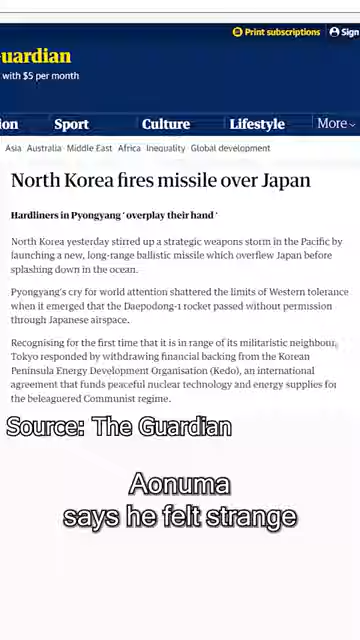 Print subscriptions Sign
uardian
with $5 per month
ion Sport Culture Lifestyle More
Asia Australia Middle East Africa Inequality Global development
North Korea fires missile over Japan
Hardliners in Pyongyang ' overplay their hand '
North Korea yesterday stirred up a strategic weapons storm in the Pacific by
launching a new, long-range ballistic missile which overflew Japan before
splashing down in the ocean.
Pyongyang's cry for world attention shattered the limits of Western tolerance
when it emerged that the Daepodong-1 rocket passed without permission
through Japanese airspace.
Recognising for the first time that it is in range of its militaristic neighbour,
Tokyo responded by withdrawing financial backing from the Korean
Peninsula Energy Development Organisation (Kedo), an international
agreement that funds peaceful nuclear technology and energy supplies for
the beleaguered Communist regime.
Source: The Guardian
Aonuma
says he felt strange